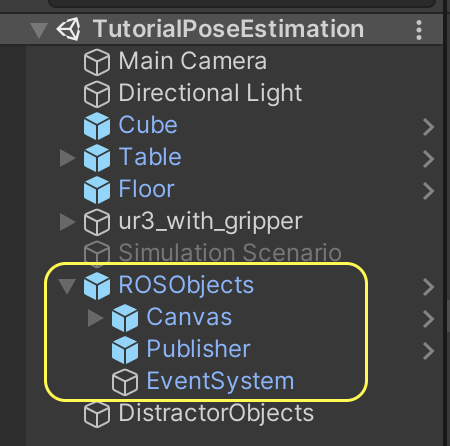 TutorialPoseEstimation
Main Camera
Directional Light
Cube
Table
Floor
ur3_with_gripper
Simulation Scenario
ROSObjects
Canvas
Publisher
EventSystem
DistractorObjects